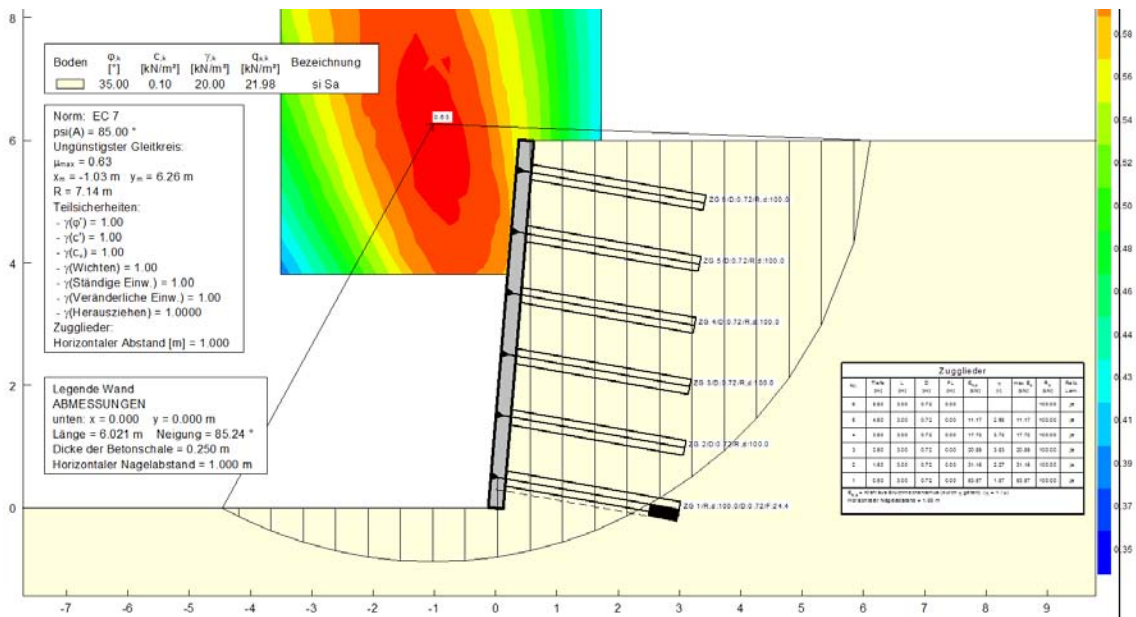 Boden φ,k [°] c,k [kN/m²] γ,k [kN/m³] qs,k [kN/m²] Bezeichnung
35.00 0.10 20.00 21.98 si Sa
Norm: EC 7
psi(A) = 85.00 °
Ungünstigster Gleitkreis:
μmax = 0.63
xm = -1.03 m ym = 6.26 m
R = 7.14 m
Teilsicherheiten:
- γ(φ') = 1.00
- γ(c') = 1.00
- γ(cu) = 1.00
- γ(Wichten) = 1.00
- γ(Ständige Einw.) = 1.00
- γ(Veränderliche Einw.) = 1.00
- γ(Herausziehen) = 1.0000
Zugglieder:
Horizontaler Abstand [m] = 1.000
Legende Wand
ABMESSUNGEN
unten: x = 0.000 y = 0.000 m
Länge = 6.021 m Neigung = 85.24 °
Dicke der Betonschale = 0.250 m
Horizontaler Nagelabstand = 1.000 m
0.63
ZG 5/D:0.72/R,d:100.0
ZG 4/D:0.72/R,d:100.0
ZG 3/D:0.72/R,d:100.0
ZG 2/D:0.72/R,d:100.0
ZG 1/R,d:100.0/D:0.72/F:24.4
Zugglieder
8
6
4
2
0
-7 -6 -5 -4 -3 -2 -1 0 1 2 3 4 5 6 7 8 9
0.58
0.56
0.54
0.52
0.50
0.48
0.46
0.43
0.41
0.39
0.37
0.35